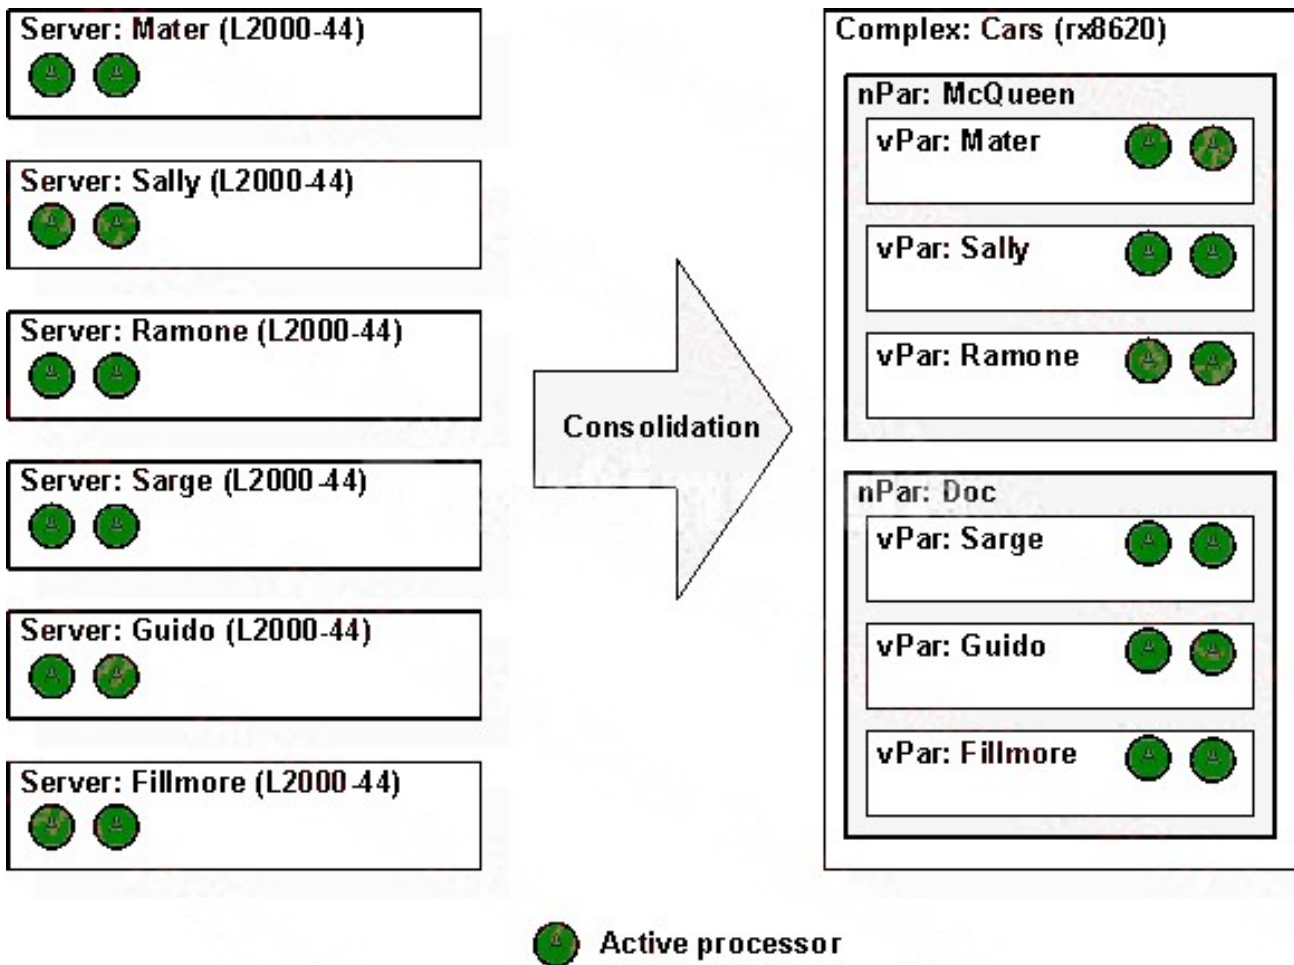 Server: Mater (L2000-44)
Server: Sally (L2000-44)
Server: Ramone (L2000-44)
Server: Sarge (L2000-44)
Server: Guido (L2000-44)
Server: Fillmore (L2000-44)
Consolidation
Complex: Cars (rx8620)
nPar: McQueen
vPar: Mater
vPar: Sally
vPar: Ramone
nPar: Doc
vPar: Sarge
vPar: Guido
vPar: Fillmore
Active processor